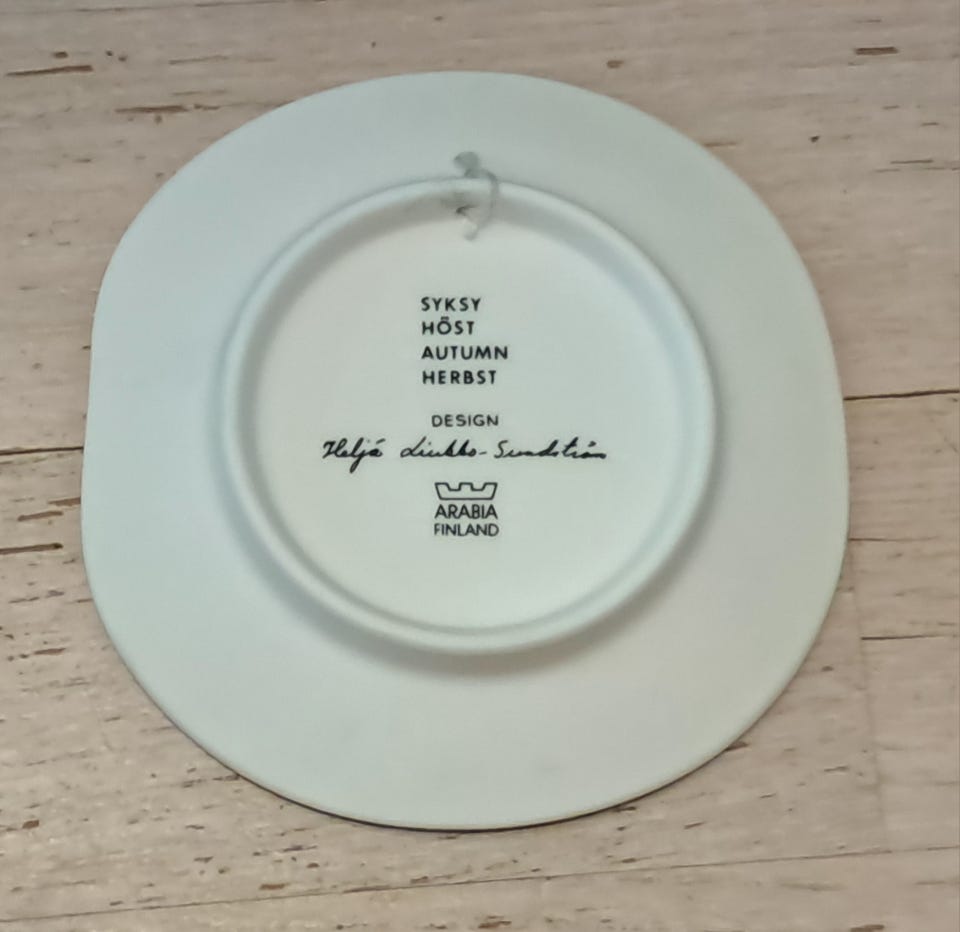 SYKSY
HÖST
AUTUMN
HERBST
DESIGN
Heljä Liukko-Sundström
ARABIA
FINLAND